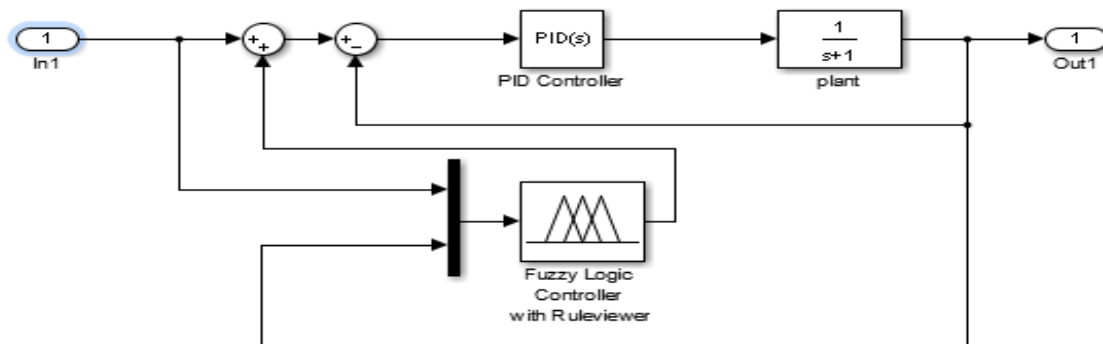 1
In1
+
+
+
−
PID(s)
PID Controller
1
s+1
plant
1
Out1
Fuzzy Logic
Controller
with Ruleviewer